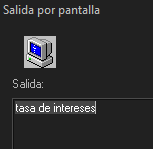 Salida por pantalla
Salida:
tasa de intereses